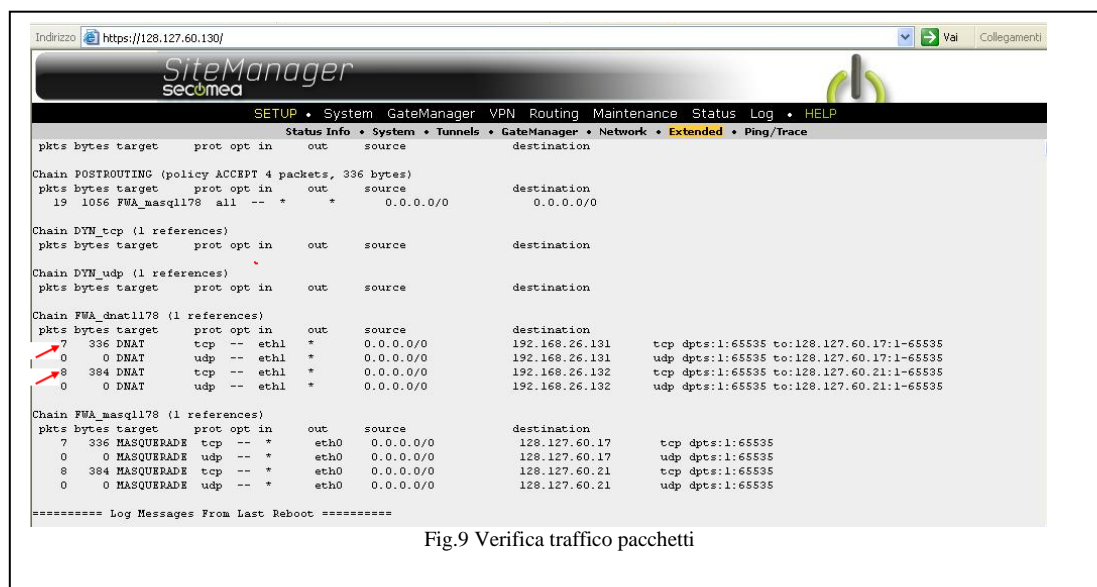 Indirizzo https://128.127.60.130/ Vai Collegamenti
SiteManager
secomea
SETUP • System GateManager VPN Routing Maintenance Status Log • HELP
Status Info • System • Tunnels • GateManager • Network • Extended • Ping/Trace
pkts bytes target prot opt in out source destination
Chain POSTROUTING (policy ACCEPT 4 packets, 336 bytes)
pkts bytes target prot opt in out source destination
19 1056 FWA_masq1178 all -- * * 0.0.0.0/0 0.0.0.0/0
Chain DYN_tcp (1 references)
pkts bytes target prot opt in out source destination
Chain DYN_udp (1 references)
pkts bytes target prot opt in out source destination
Chain FWA_dnat1178 (1 references)
pkts bytes target prot opt in out source destination
7 336 DNAT tcp -- eth1 * 0.0.0.0/0 192.168.26.131 tcp dpts:1:65535 to:128.127.60.17:1-65535
0 0 DNAT udp -- eth1 * 0.0.0.0/0 192.168.26.131 udp dpts:1:65535 to:128.127.60.17:1-65535
8 384 DNAT tcp -- eth1 * 0.0.0.0/0 192.168.26.132 tcp dpts:1:65535 to:128.127.60.21:1-65535
0 0 DNAT udp -- eth1 * 0.0.0.0/0 192.168.26.132 udp dpts:1:65535 to:128.127.60.21:1-65535
Chain FWA_masq1178 (1 references)
pkts bytes target prot opt in out source destination
7 336 MASQUERADE tcp -- * eth0 0.0.0.0/0 128.127.60.17 tcp dpts:1:65535
0 0 MASQUERADE udp -- * eth0 0.0.0.0/0 128.127.60.17 udp dpts:1:65535
8 384 MASQUERADE tcp -- * eth0 0.0.0.0/0 128.127.60.21 tcp dpts:1:65535
0 0 MASQUERADE udp -- * eth0 0.0.0.0/0 128.127.60.21 udp dpts:1:65535
========== Log Messages From Last Reboot ==========
Fig.9 Verifica traffico pacchetti